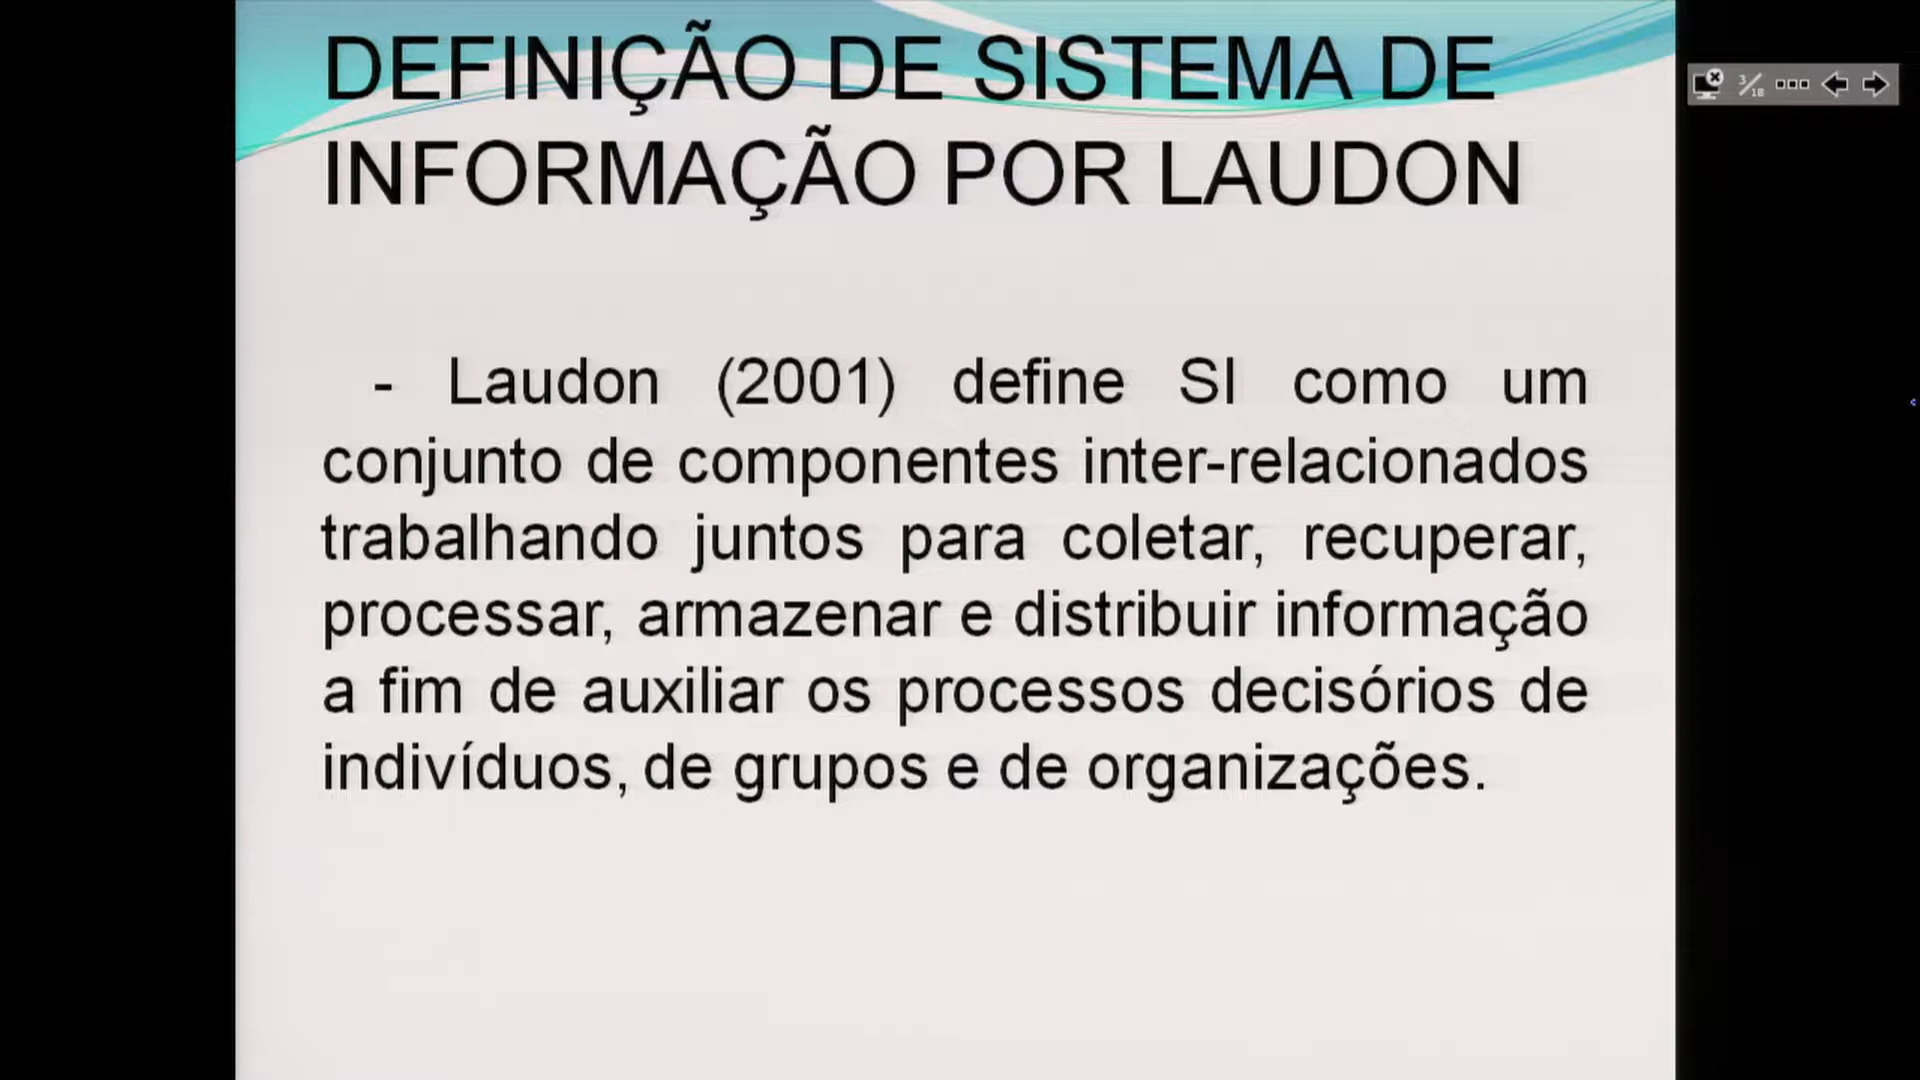 DEFINIÇÃO DE SISTEMA DE
INFORMAÇÃO POR LAUDON
3/18
- Laudon (2001) define SI como um
conjunto de componentes inter-relacionados
trabalhando juntos para coletar, recuperar,
processar, armazenar e distribuir informação
a fim de auxiliar os processos decisórios de
indivíduos, de grupos e de organizações.